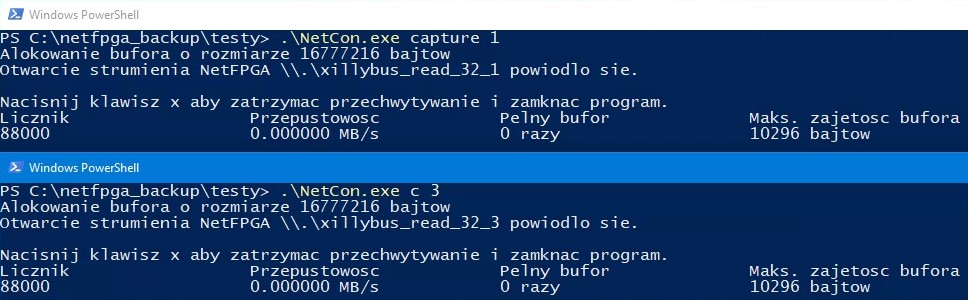 Windows PowerShell
PS C:\netfpga_backup\testy> .\NetCon.exe capture 1
Alokowanie bufora o rozmiarze 16777216 bajtow
Otwarcie strumienia NetFPGA \\.\xillybus_read_32_1 powiodlo sie.
Nacisnij klawisz x aby zatrzymac przechwytywanie i zamknac program.
Licznik Przepustowosc Pelny bufor Maks. zajetosc bufora
88000 0.000000 MB/s 0 razy 10296 bajtow
Windows PowerShell
PS C:\netfpga_backup\testy> .\NetCon.exe c 3
Alokowanie bufora o rozmiarze 16777216 bajtow
Otwarcie strumienia NetFPGA \\.\xillybus_read_32_3 powiodlo sie.
Nacisnij klawisz x aby zatrzymac przechwytywanie i zamknac program.
Licznik Przepustowosc Pelny bufor Maks. zajetosc bufora
88000 0.000000 MB/s 0 razy 10296 bajtow